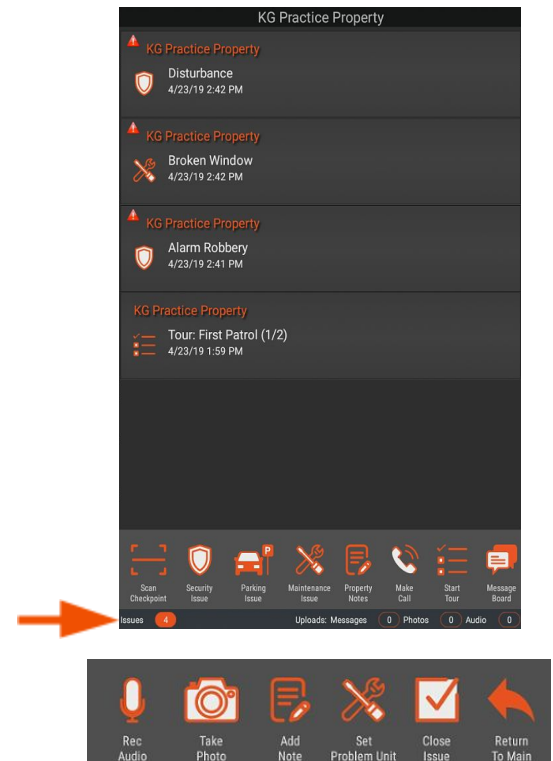 KG Practice Property
KG Practice Property
Disturbance
4/23/19 2:42 PM
KG Practice Property
Broken Window
4/23/19 2:42 PM
KG Practice Property
Alarm Robbery
4/23/19 2:41 PM
KG Practice Property
Tour: First Patrol (1/2)
4/23/19 1:59 PM
Scan Checkpoint
Security Issue
Parking Issue
Maintenance Issue
Property Notes
Make Call
Start Tour
Message Board
Issues 4 Uploads: Messages 0 Photos 0 Audio 0
Rec Audio
Take Photo
Add Note
Set Problem Unit
Close Issue
Return To Main